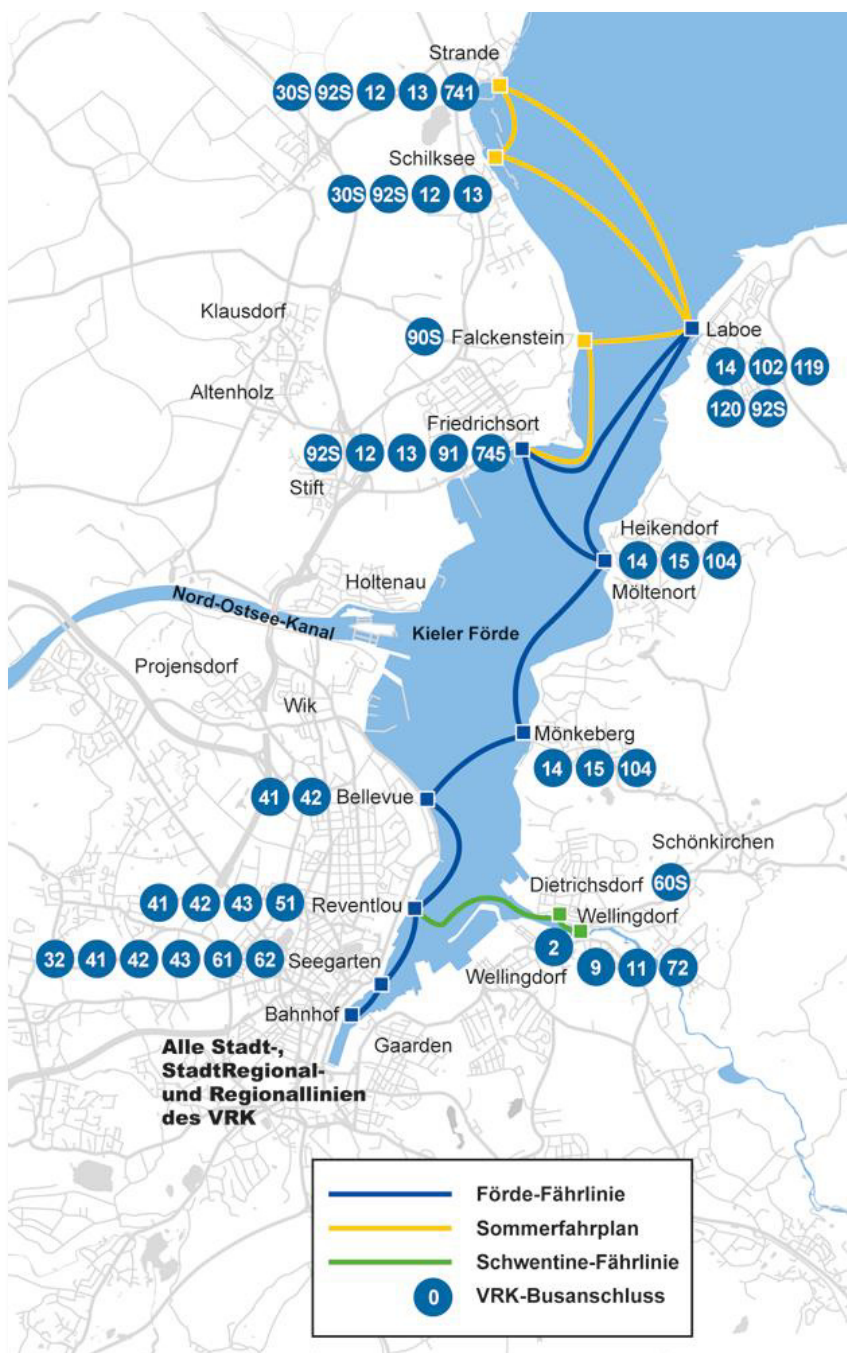 Strande
30S 92S 12 13 741
Schilksee
30S 92S 12 13
Klausdorf
90S Falckenstein
Laboe
14 102 119
120 92S
Altenholz
Friedrichsort
92S 12 13 91 745
Stift
Heikendorf
14 15 104
Möltenort
Holtenau
Nord-Ostsee-Kanal
Kieler Förde
Projensdorf
Wik
Mönkeberg
14 15 104
41 42 Bellevue
Schönkirchen
Dietrichsdorf 60S
41 42 43 51 Reventlou
Wellingdorf
2
9 11 72
Wellingdorf
32 41 42 43 61 62 Seegarten
Bahnhof
Gaarden
Alle Stadt-,
StadtRegional-
und Regionallinien
des VRK
Förde-Fährlinie
Sommerfahrplan
Schwentine-Fährlinie
0 VRK-Busanschluss